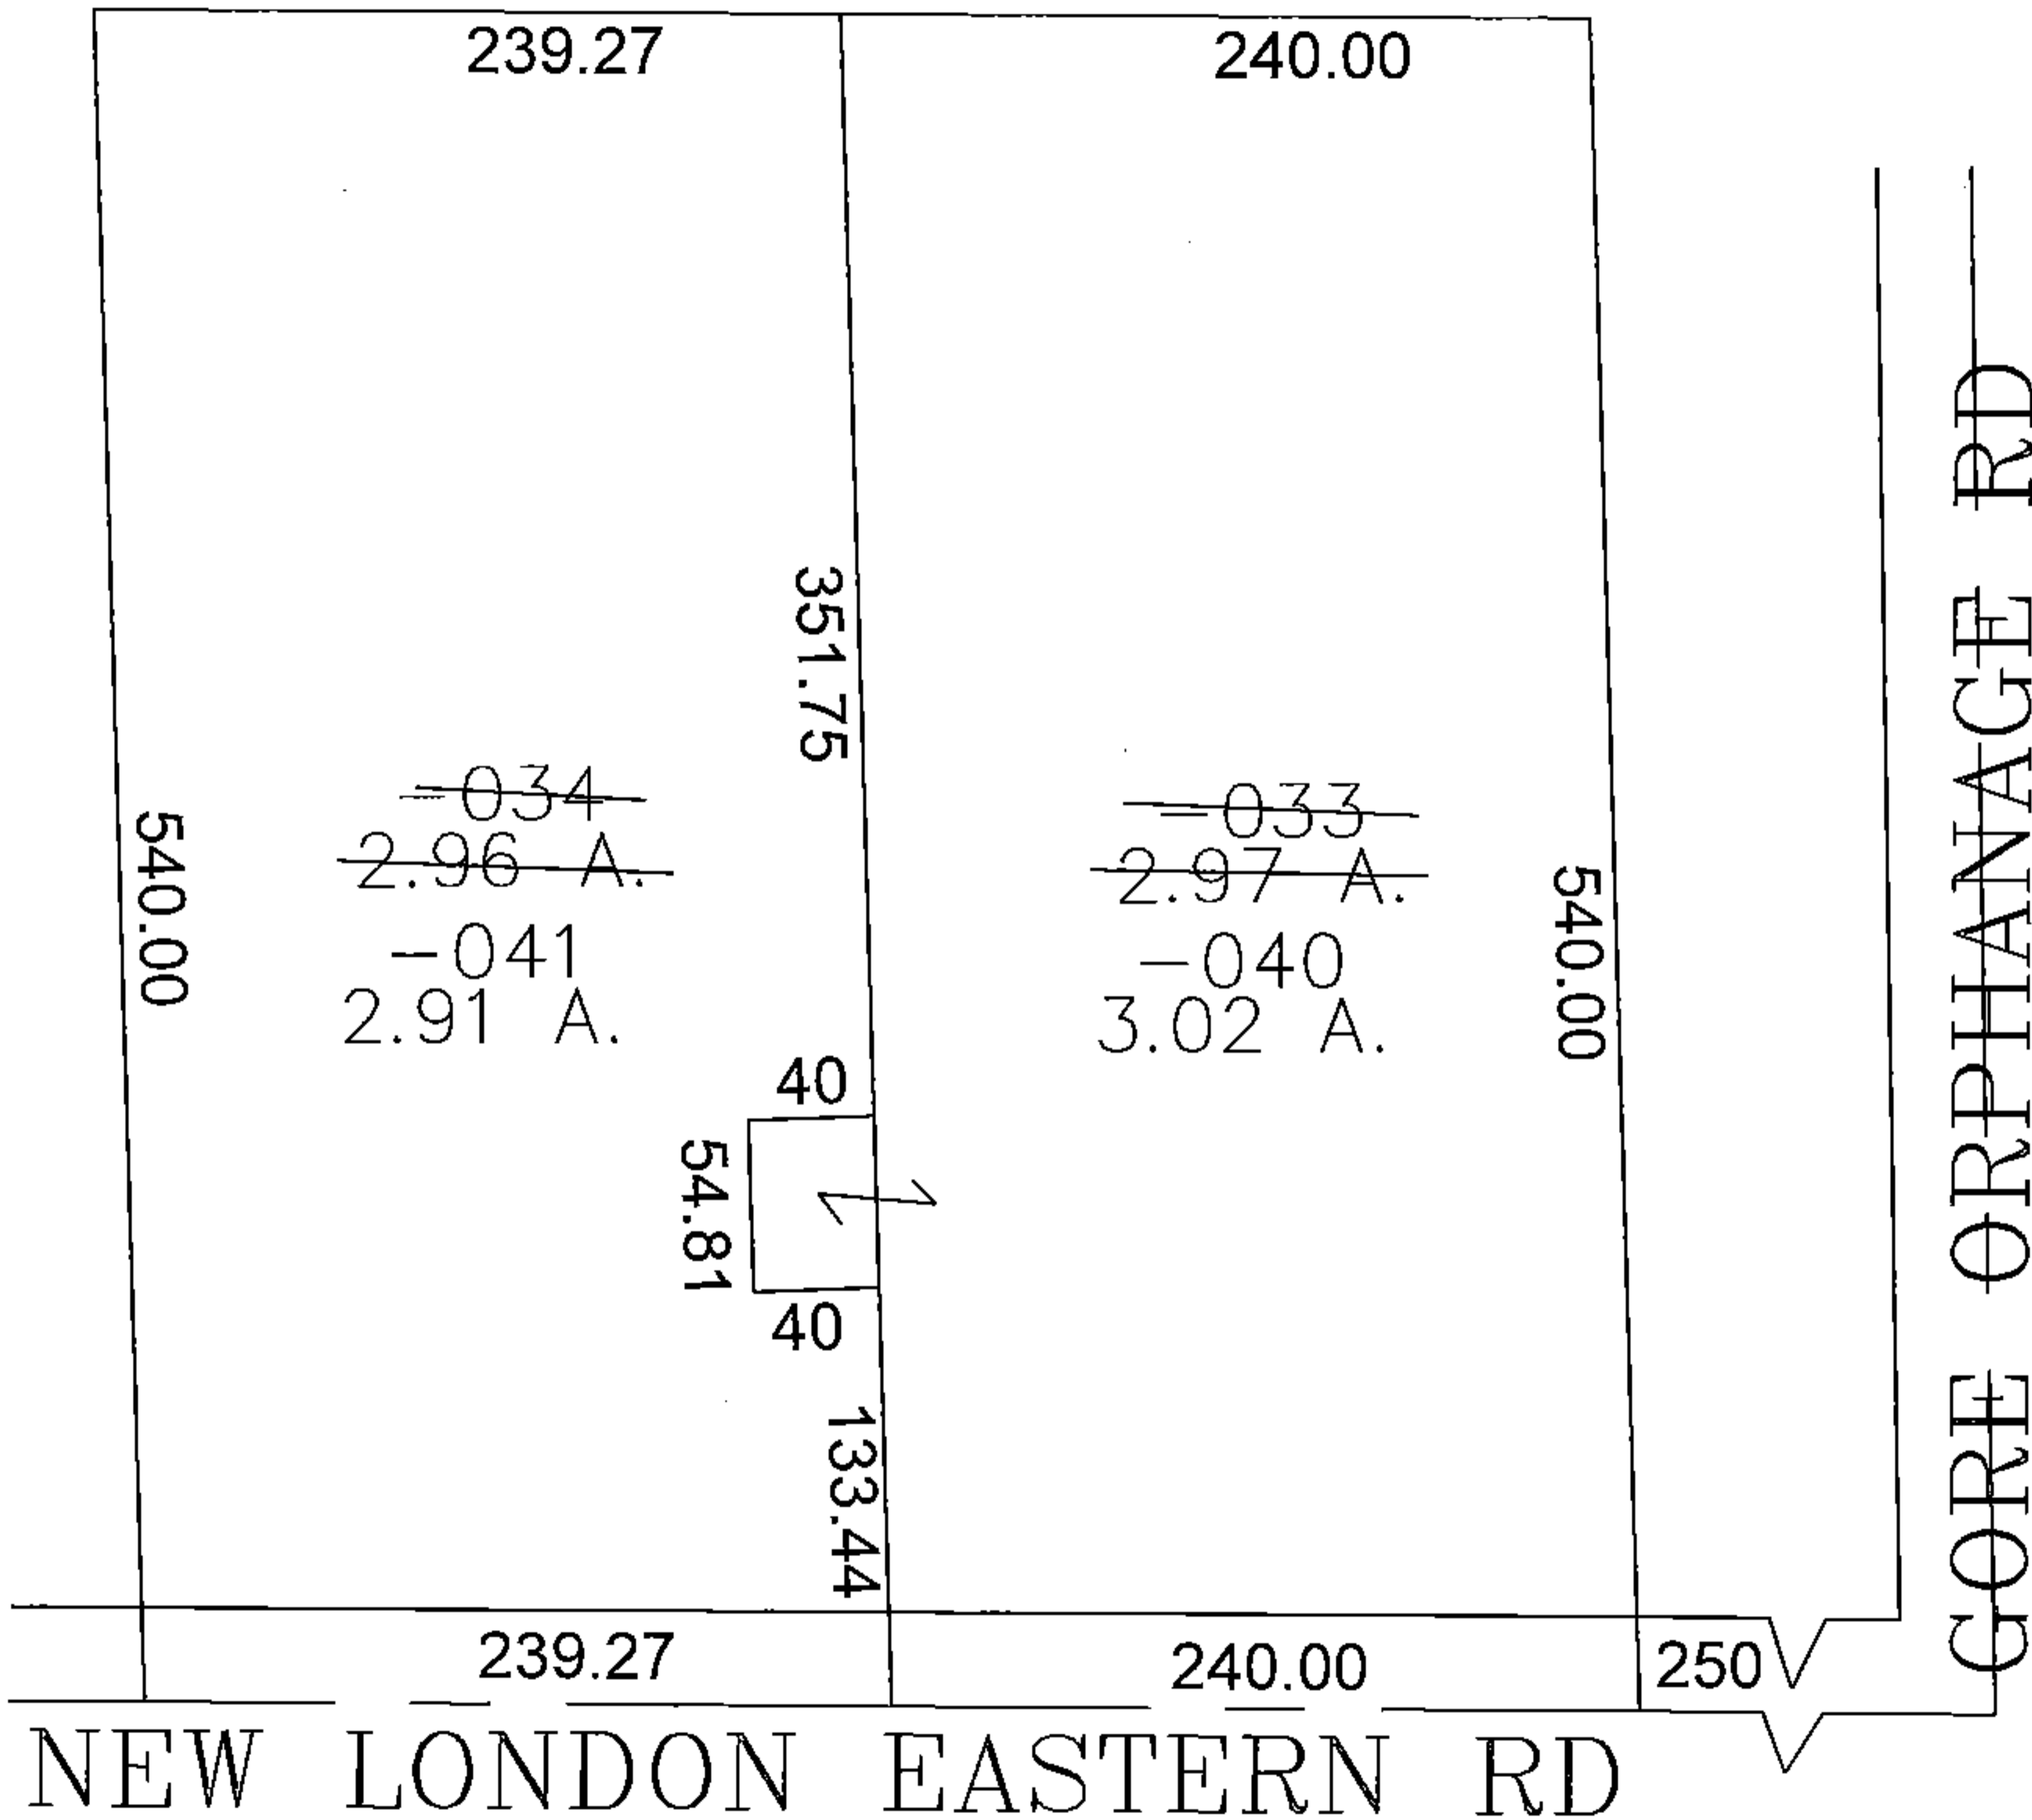 239.27
240.00
351.75
-034
2.96 A.
-041
2.91 A.
-033
2.97 A.
-040
3.02 A.
540.00
540.00
40
54.81
40
133.44
239.27
240.00
250
NEW LONDON EASTERN RD
GORE ORPHANAGE RD